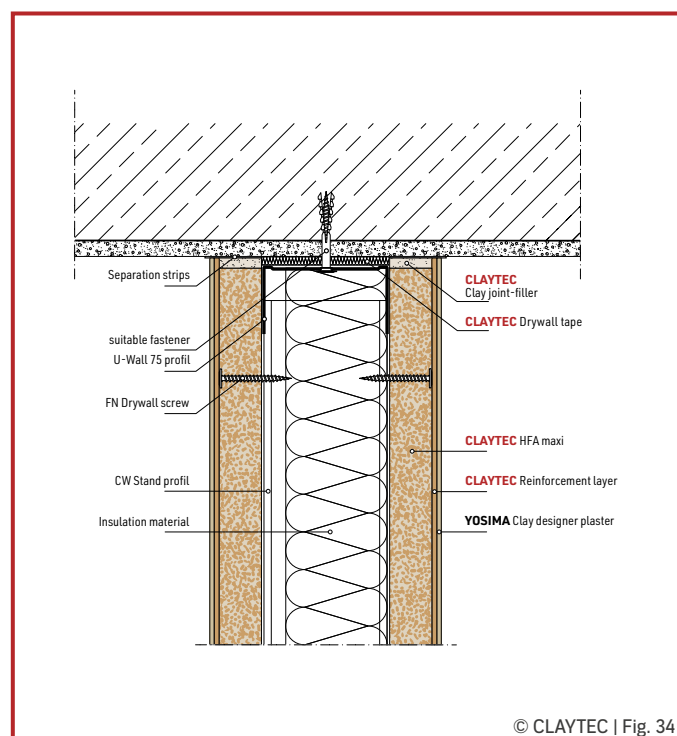 Separation strips
suitable fastener
U-Wall 75 profil
FN Drywall screw
CW Stand profil
Insulation material
CLAYTEC
Clay joint-filler
CLAYTEC Drywall tape
CLAYTEC HFA maxi
CLAYTEC Reinforcement layer
YOSIMA Clay designer plaster
© CLAYTEC | Fig. 34